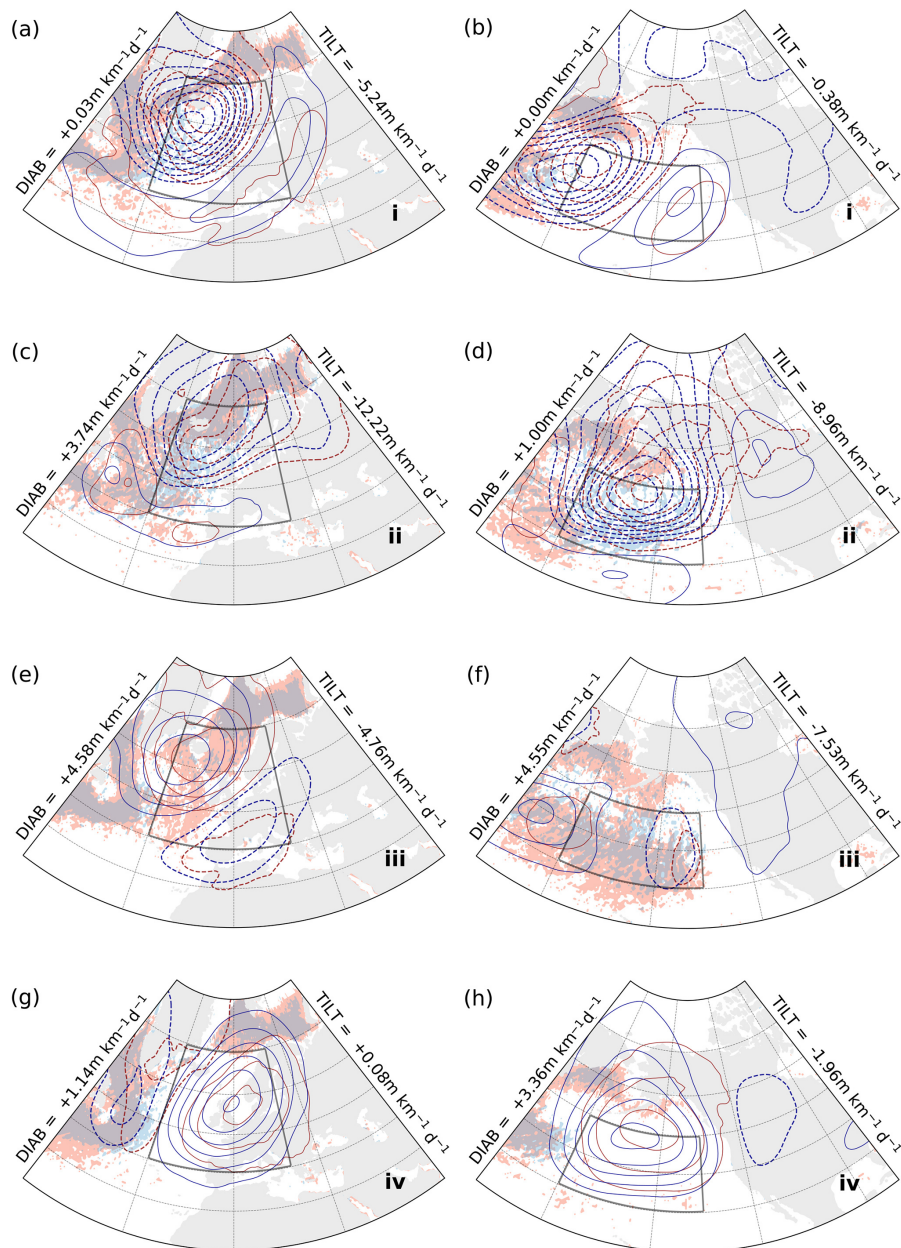 (a)
DIAB = +0.03m km⁻¹d⁻¹
TILT = -5.24m km⁻¹ d⁻¹
i
(b)
DIAB = +0.00m km⁻¹d⁻¹
TILT = -0.38m km⁻¹ d⁻¹
i
(c)
DIAB = +3.74m km⁻¹d⁻¹
TILT = -12.22m km⁻¹ d⁻¹
ii
(d)
DIAB = +1.00m km⁻¹d⁻¹
TILT = -8.96m km⁻¹ d⁻¹
ii
(e)
DIAB = +4.58m km⁻¹d⁻¹
TILT = -4.76m km⁻¹ d⁻¹
iii
(f)
DIAB = +4.55m km⁻¹d⁻¹
TILT = -7.53m km⁻¹ d⁻¹
iii
(g)
DIAB = +1.14m km⁻¹d⁻¹
TILT = +0.08m km⁻¹ d⁻¹
iv
(h)
DIAB = +3.36m km⁻¹d⁻¹
TILT = -1.96m km⁻¹ d⁻¹
iv